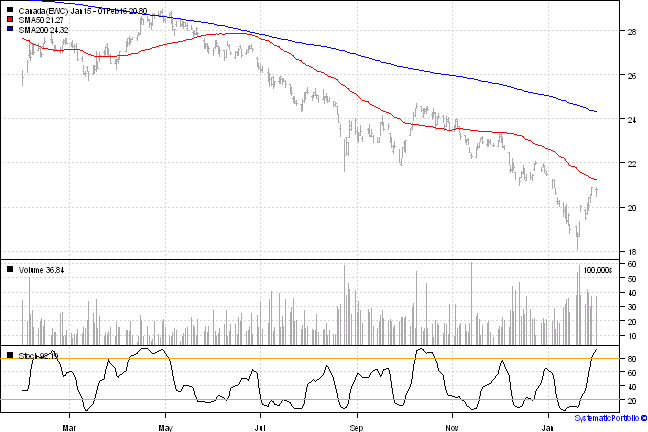 Canada(EWC) Jan15 - 01Feb16 20.80
SMA50 21.27
SMA200 24.32
28
26
24
22
20
18
Volume 36.84
100,000s
60
50
40
30
20
10
Stoch
80
60
40
20
Mar May Jul Sep Nov Jan
SystematicPortfolio ©